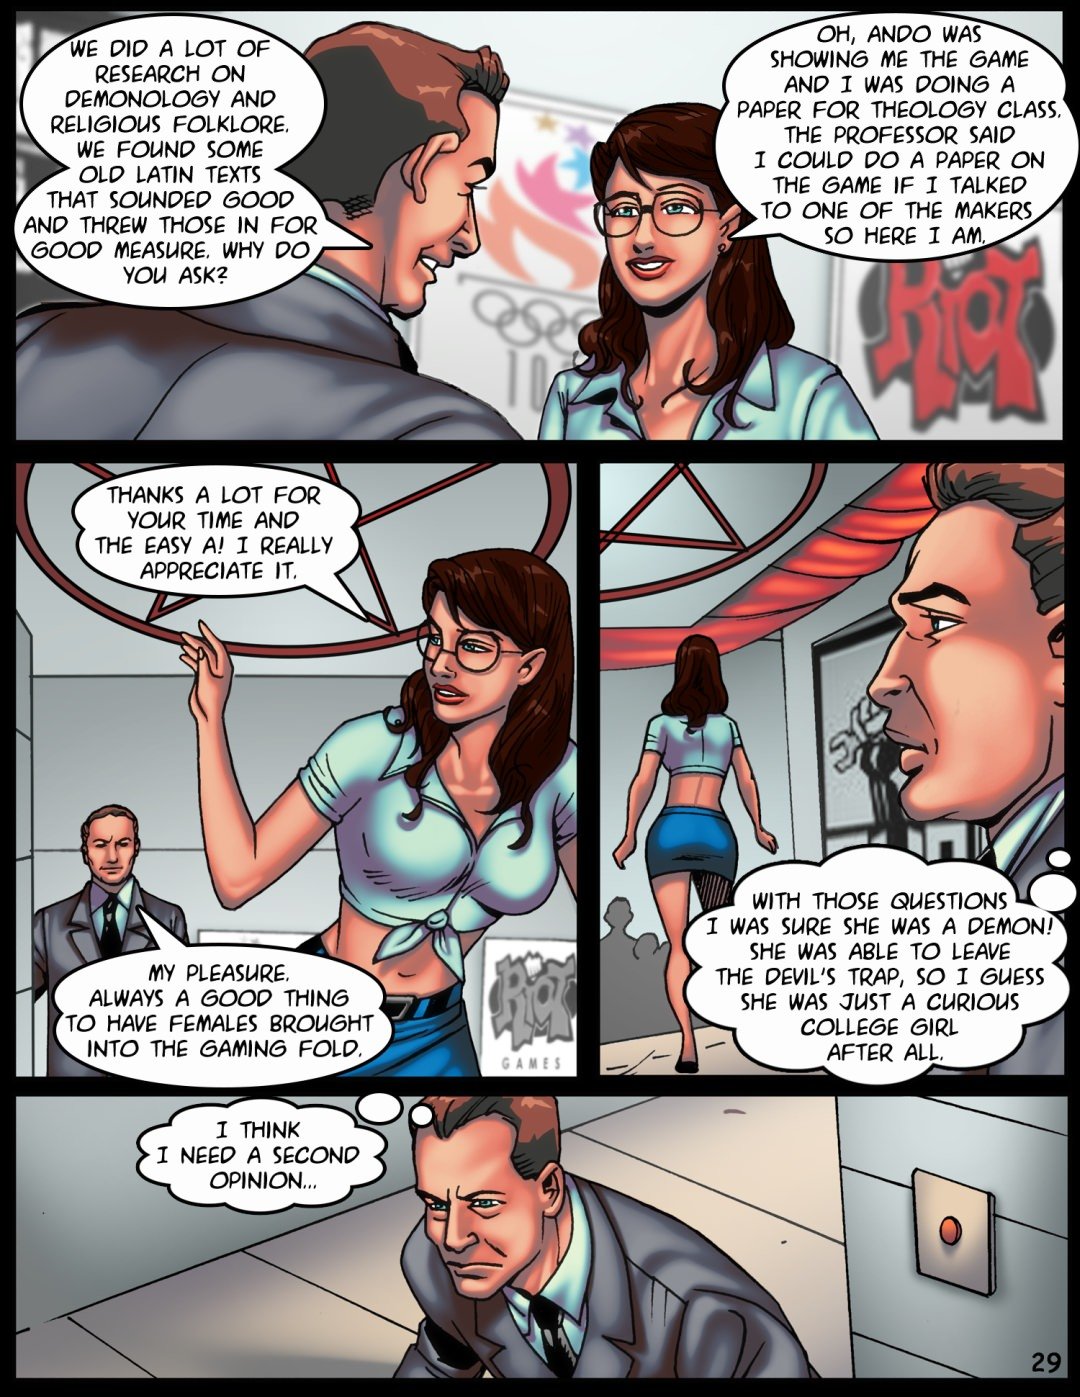 WE DID A LOT OF
RESEARCH ON
DEMONOLOGY AND
RELIGIOUS FOLKLORE.
WE FOUND SOME
OLD LATIN TEXTS
THAT SOUNDED GOOD
AND THREW THOSE IN FOR
GOOD MEASURE. WHY DO
YOU ASK?
OH, ANDO WAS
SHOWING ME THE GAME
AND I WAS DOING A
PAPER FOR THEOLOGY CLASS.
THE PROFESSOR SAID
I COULD DO A PAPER ON
THE GAME IF I TALKED
TO ONE OF THE MAKERS
SO HERE I AM.
RIOT
THANKS A LOT FOR
YOUR TIME AND
THE EASY A! I REALLY
APPRECIATE IT.
MY PLEASURE.
ALWAYS A GOOD THING
TO HAVE FEMALES BROUGHT
INTO THE GAMING FOLD.
RIOT
GAMES
WITH THOSE QUESTIONS
I WAS SURE SHE WAS A DEMON!
SHE WAS ABLE TO LEAVE
THE DEVIL'S TRAP, SO I GUESS
SHE WAS JUST A CURIOUS
COLLEGE GIRL
AFTER ALL.
I THINK
I NEED A SECOND
OPINION...
29